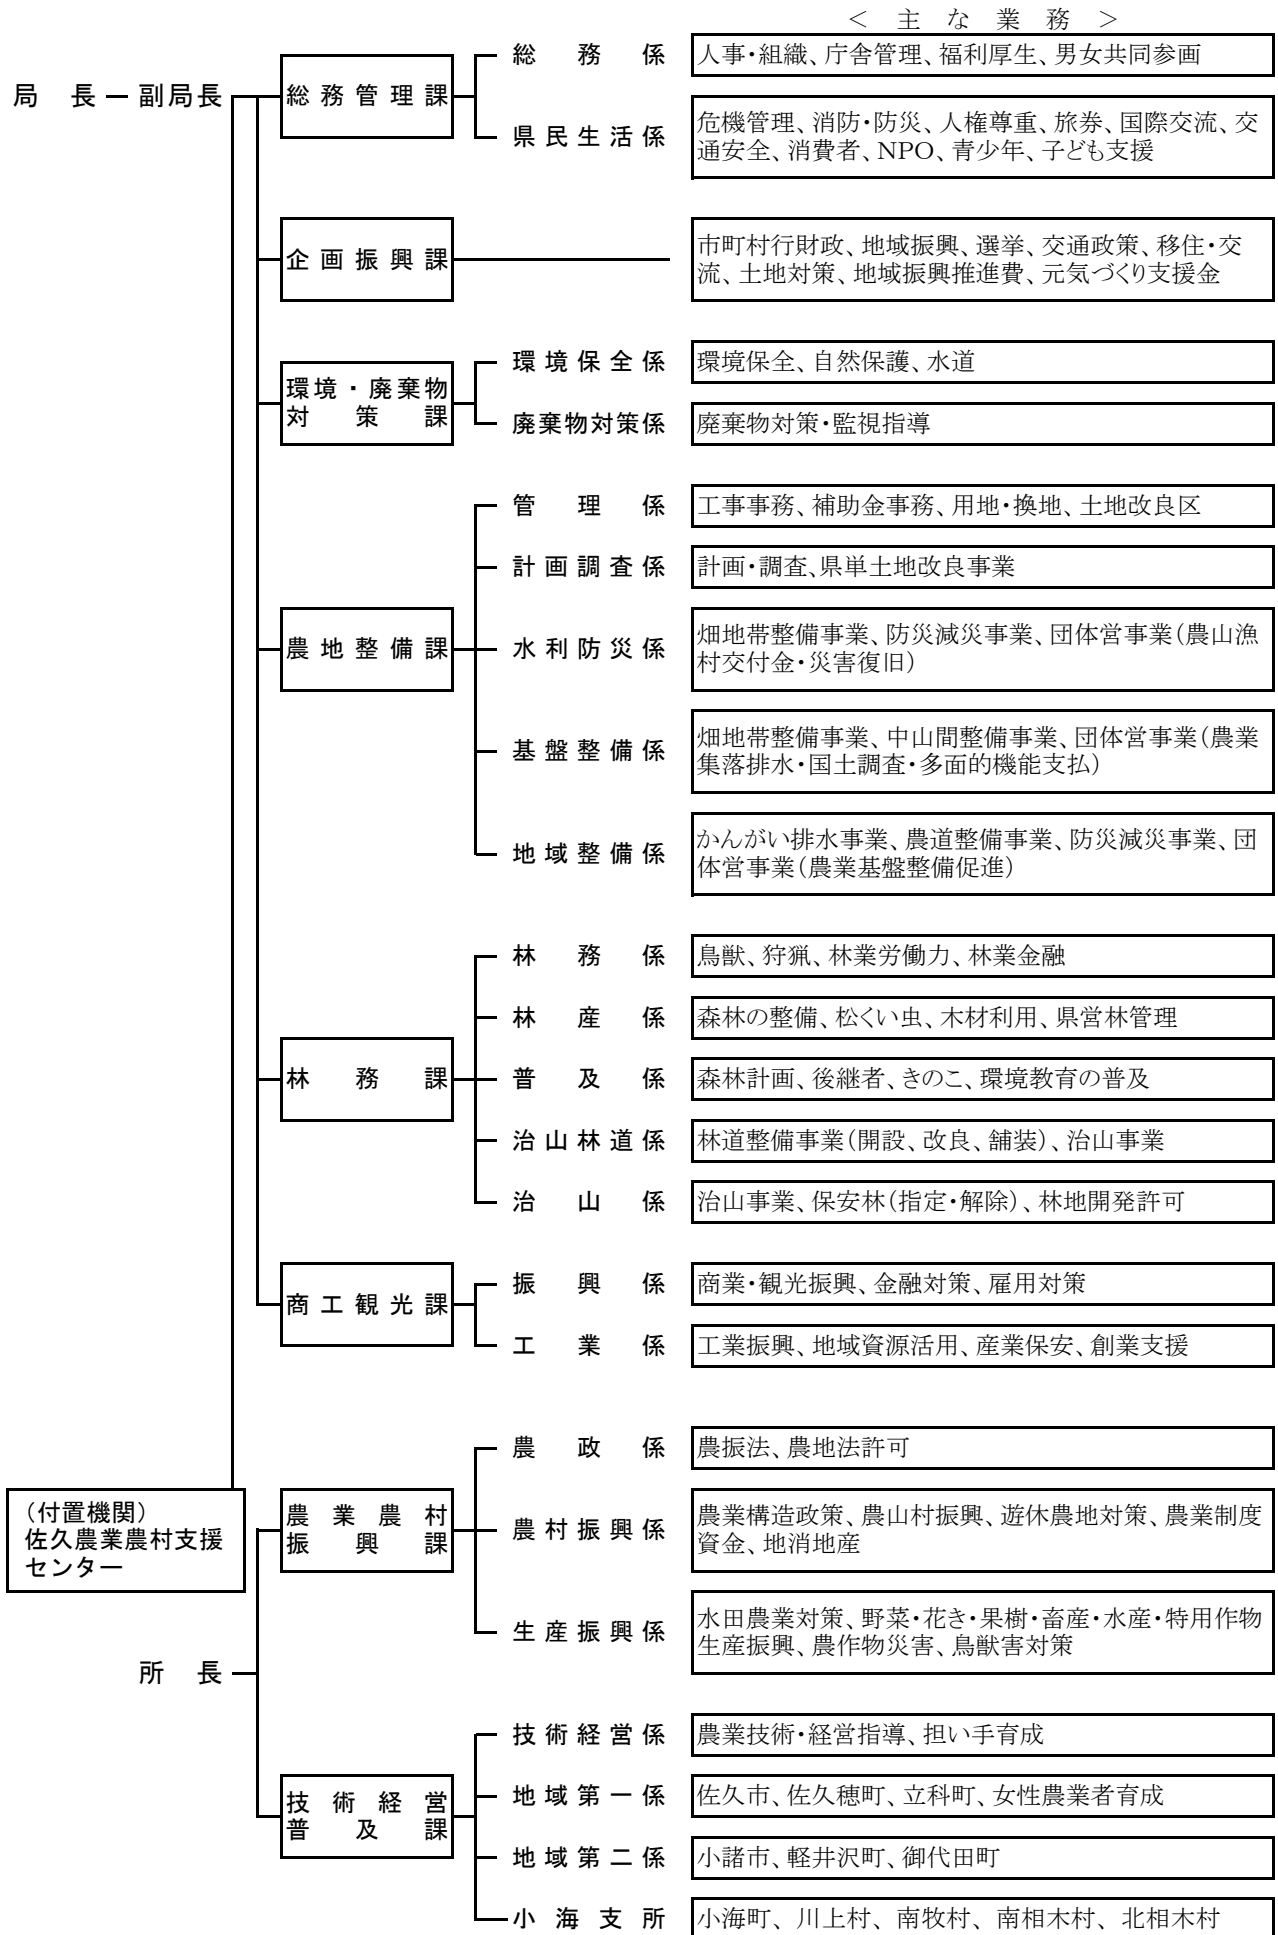 ＜ 主 な 業 務 ＞
局 長 副局長
総務管理課
総務係
人事・組織、庁舎管理、福利厚生、男女共同参画
県民生活係
危機管理、消防・防災、人権尊重、旅券、国際交流、交
通安全、消費者、NPO、青少年、子ども支援
企画振興課
市町村行財政、地域振興、選挙、交通政策、移住・交
流、土地対策、地域振興推進費、元気づくり支援金
環境・廃棄物
対策課
環境保全係
環境保全、自然保護、水道
廃棄物対策係
廃棄物対策・監視指導
農地整備課
管理係
工事事務、補助金事務、用地・換地、土地改良区
計画調査係
計画・調査、県単土地改良事業
水利防災係
畑地帯整備事業、防災減災事業、団体営事業（農山漁
村交付金・災害復旧）
基盤整備係
畑地帯整備事業、中山間整備事業、団体営事業（農業
集落排水・国土調査・多面的機能支払）
地域整備係
かんがい排水事業、農道整備事業、防災減災事業、団
体営事業（農業基盤整備促進）
林務課
林務係
鳥獣、狩猟、林業労働力、林業金融
林産係
森林の整備、松くい虫、木材利用、県営林管理
普及係
森林計画、後継者、きのこ、環境教育の普及
治山林道係
林道整備事業（開設、改良、舗装）、治山事業
治山係
治山事業、保安林（指定・解除）、林地開発許可
商工観光課
振興係
商業・観光振興、金融対策、雇用対策
工業係
工業振興、地域資源活用、産業保安、創業支援
（付置機関）
佐久農業農村支援
センター
所 長
農業農村
振興課
農政係
農振法、農地法許可
農村振興係
農業構造政策、農山村振興、遊休農地対策、農業制度
資金、地消地産
生産振興係
水田農業対策、野菜・花き・果樹・畜産・水産・特用作物
生産振興、農作物災害、鳥獣害対策
技術経営
普及課
技術経営係
農業技術・経営指導、担い手育成
地域第一係
佐久市、佐久穂町、立科町、女性農業者育成
地域第二係
小諸市、軽井沢町、御代田町
小海支所
小海町、川上村、南牧村、南相木村、北相木村